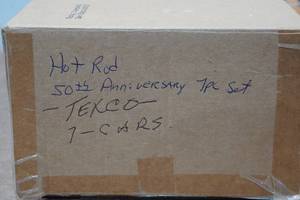 Hot Rod
50th Anniversary 7pc Set
- TEXCO -
7-CARS